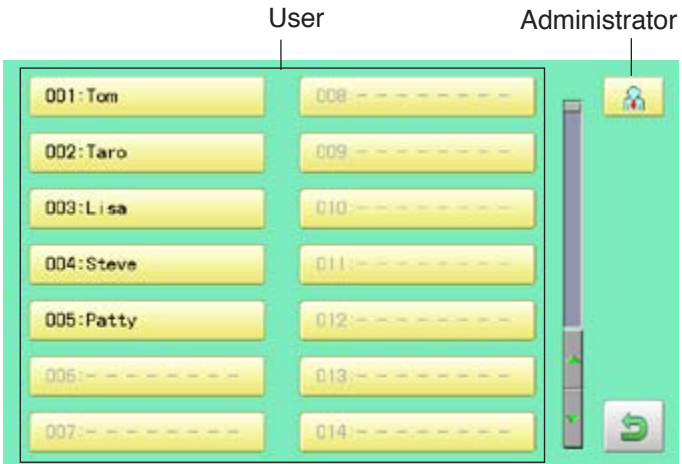 User
Administrator
001:Tom
002:Taro
003:Lisa
004:Steve
005:Patty
006:- - - - - - - -
007:- - - - - - - -
008:- - - - - - - -
009:- - - - - - - -
010:- - - - - - - -
011:- - - - - - - -
012:- - - - - - - -
013:- - - - - - - -
014:- - - - - - - -